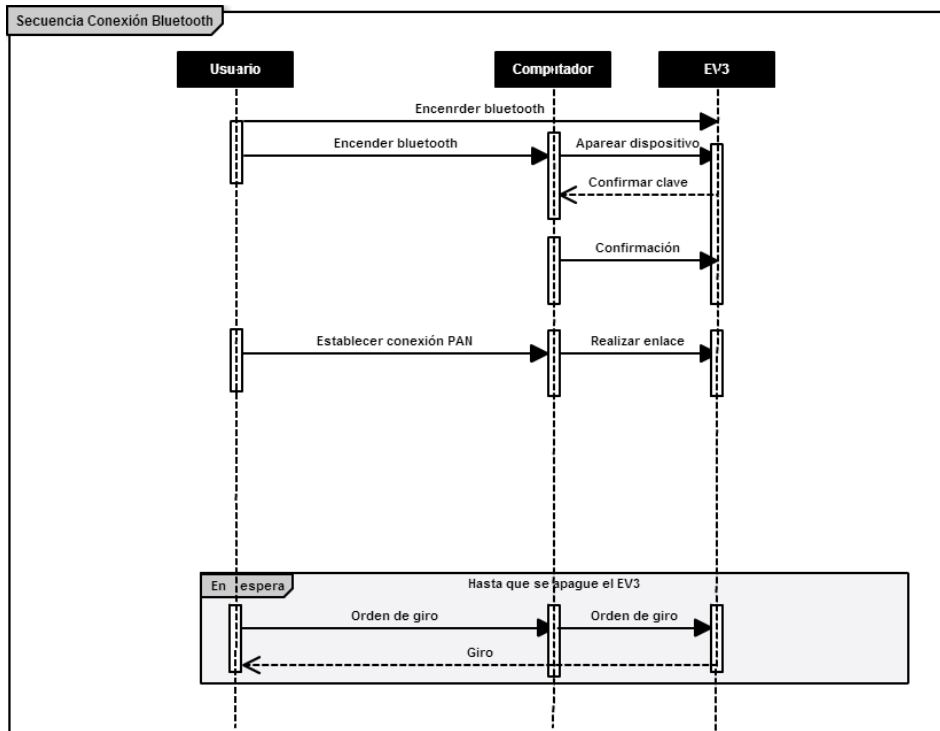 Secuencia Conexión Bluetooth
Usuario
Computador
EV3
Encenrder bluetooth
Encender bluetooth
Aparear dispositivo
Confirmar clave
Confirmación
Establecer conexión PAN
Realizar enlace
En espera
Hasta que se apague el EV3
Orden de giro
Orden de giro
Giro